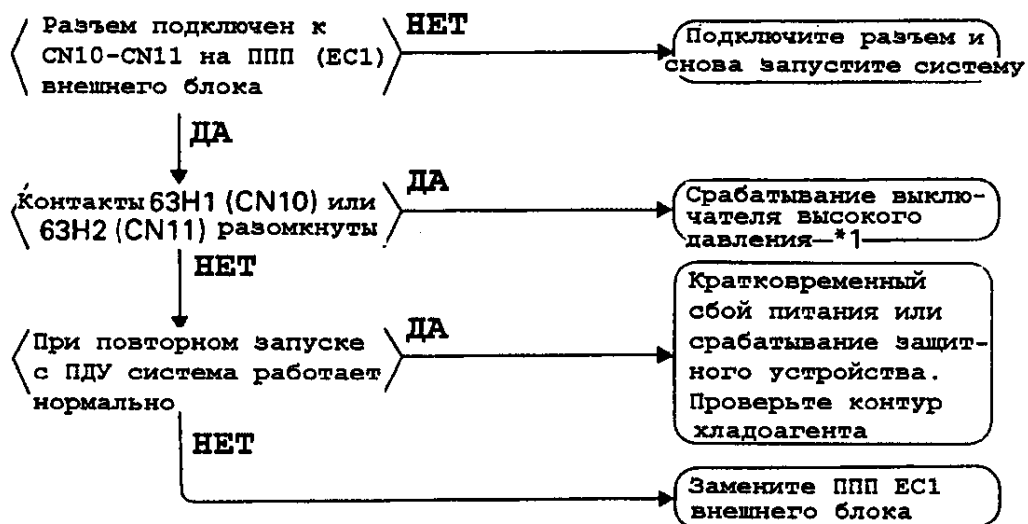 Разъем подключен к
CN10-CN11 на ППП (EC1)
внешнего блока
НЕТ
Подключите разъем и
снова запустите систему
ДА
Контакты 63H1 (CN10) или
63H2 (CN11) разомкнуты
ДА
Срабатывание выклю-
чателя высокого
давления—*1—
НЕТ
При повторном запуске
с ПДУ система работает
нормально
ДА
Кратковременный
сбой питания или
срабатывание защит-
ного устройства.
Проверьте контур
хладоагента
НЕТ
Замените ППП EC1
внешнего блока